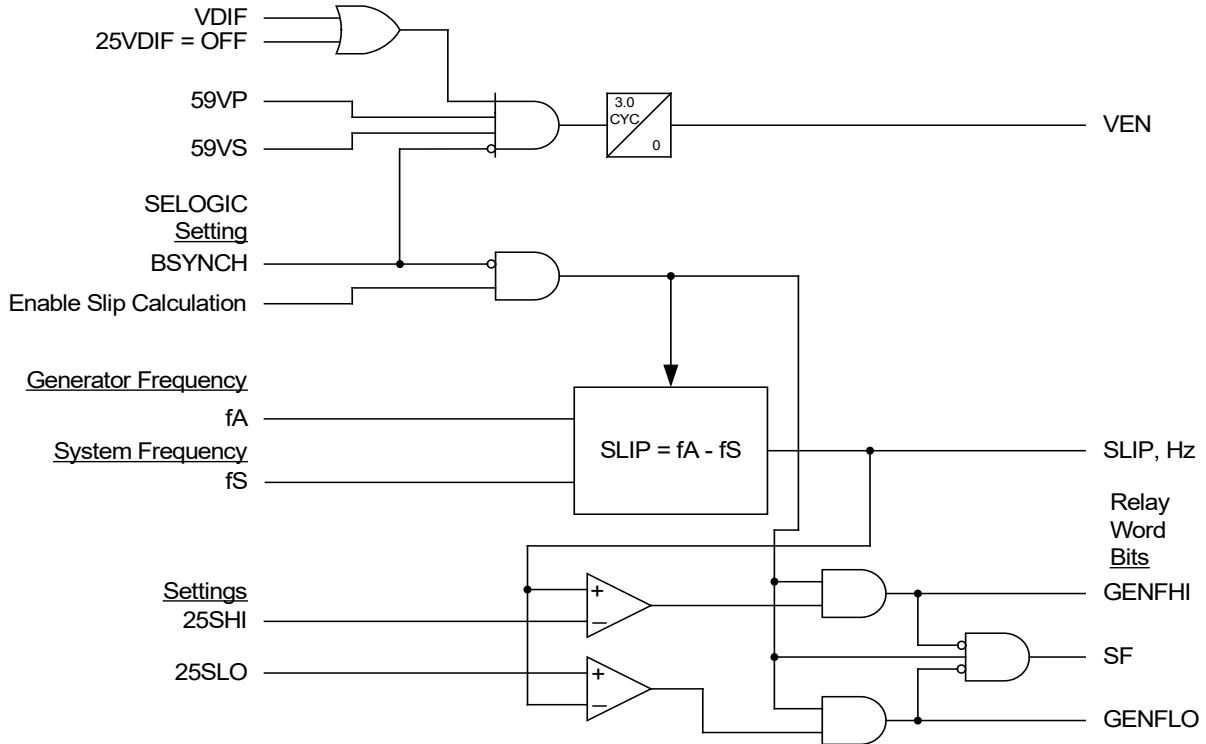 VDIF
25VDIF = OFF
59VP
59VS
3.0
CYC
0
VEN
SELOGIC
Setting
BSYNCH
Enable Slip Calculation
Generator Frequency
fA
System Frequency
fS
SLIP = fA - fS
SLIP, Hz
Relay
Word
Bits
Settings
25SHI
25SLO
+
−
+
−
GENFHI
SF
GENFLO